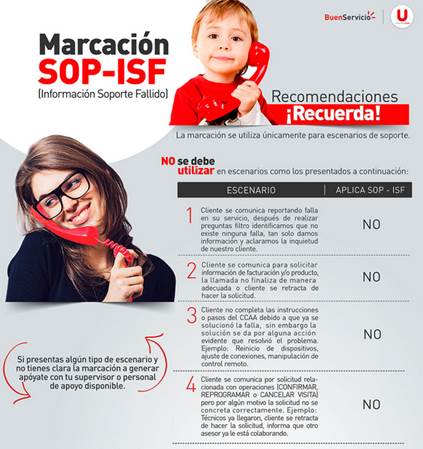 BuenServicio
U
Marcación
SOP-ISF
(Información Soporte Fallido)
Recomendaciones
¡Recuerda!
La marcación se utiliza únicamente para escenarios de soporte.
NO se debe
utilizar en escenarios como los presentados a continuación:
ESCENARIO
APLICA SOP - ISF
1 Cliente se comunica reportando falla
en su servicio, después de realizar
preguntas filtro identificamos que no
existe ninguna falla, tan solo damos
información y aclaramos la inquietud
de nuestro cliente.
NO
2 Cliente se comunica para solicitar
información de facturación y/o producto,
la llamada no finaliza de manera
adecuada o cliente se retracta de
hacer la solicitud.
NO
3 Cliente no completa las instrucciones
o pasos del CCAA debido a que ya se
solucionó la falla, sin embargo la
solución se da por alguna acción
evidente que resolvió el problema.
Ejemplo: Reinicio de dispositivos,
ajuste de conexiones, manipulación de
control remoto.
NO
4 Cliente se comunica por solicitud rela-
cionada con operaciones (CONFIRMAR,
REPROGRAMAR o CANCELAR VISITA)
pero por algún motivo la solicitud no se
concreta correctamente. Ejemplo:
Técnicos ya llegaron, cliente se retracta
de hacer la solicitud, informa que otro
asesor ya le está colaborando.
NO
Si presentas algún tipo de escenario y
no tienes clara la marcación a generar
apóyate con tu supervisor o personal
de apoyo disponible.